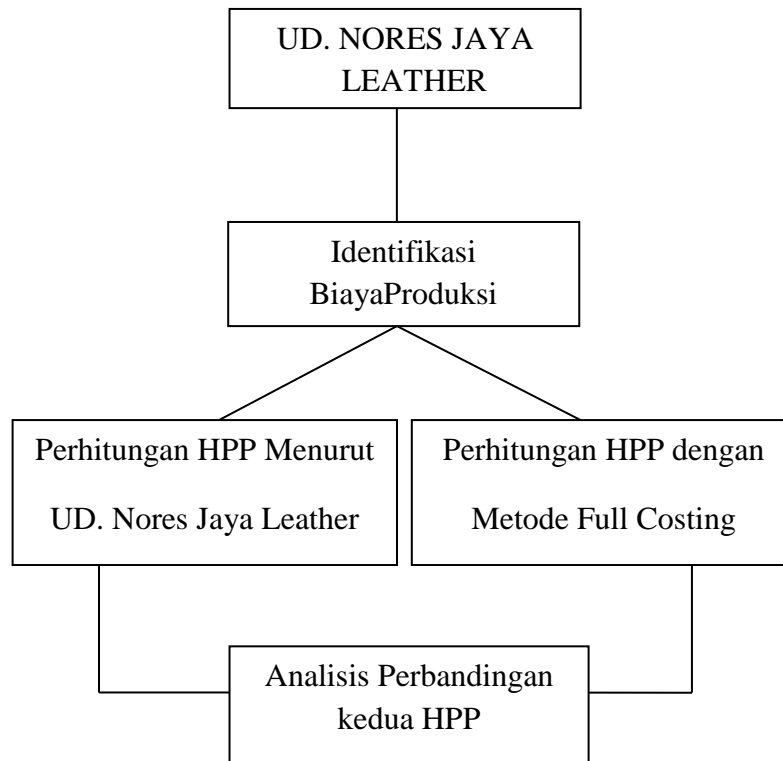 UD. NORES JAYA
LEATHER
Identifikasi
BiayaProduksi
Perhitungan HPP Menurut
UD. Nores Jaya Leather
Perhitungan HPP dengan
Metode Full Costing
Analisis Perbandingan
kedua HPP